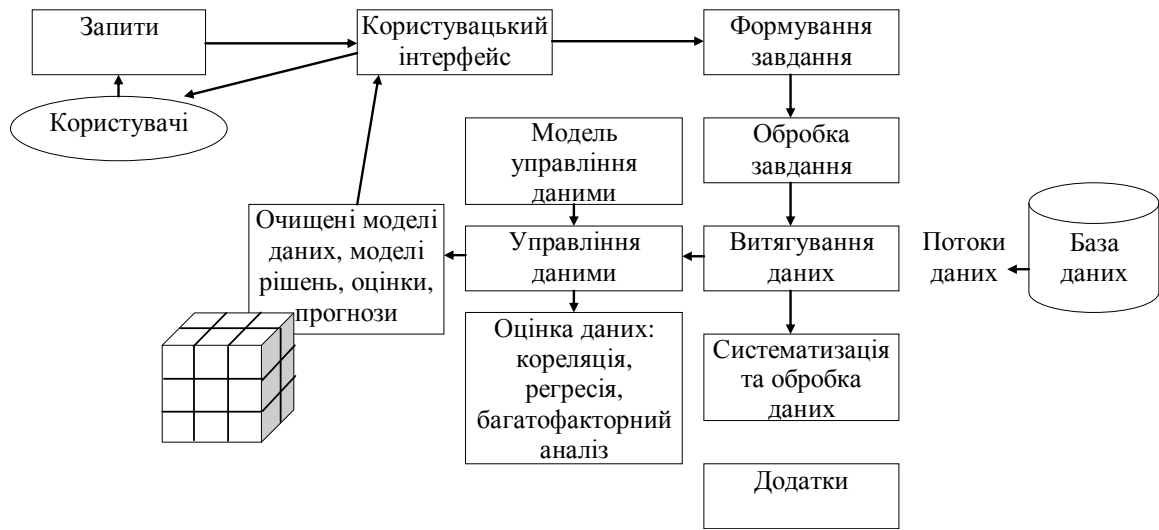 Запити
Користувацький
інтерфейс
Формування
завдання
Користувачі
Модель
управління
даними
Обробка
завдання
Очищені моделі
даних, моделі
рішень, оцінки,
прогнози
Управління
даними
Витягування
даних
Потоки
даних
База
даних
Оцінка даних:
кореляція,
регресія,
багатофакторний
аналіз
Систематизація
та обробка
даних
Додатки